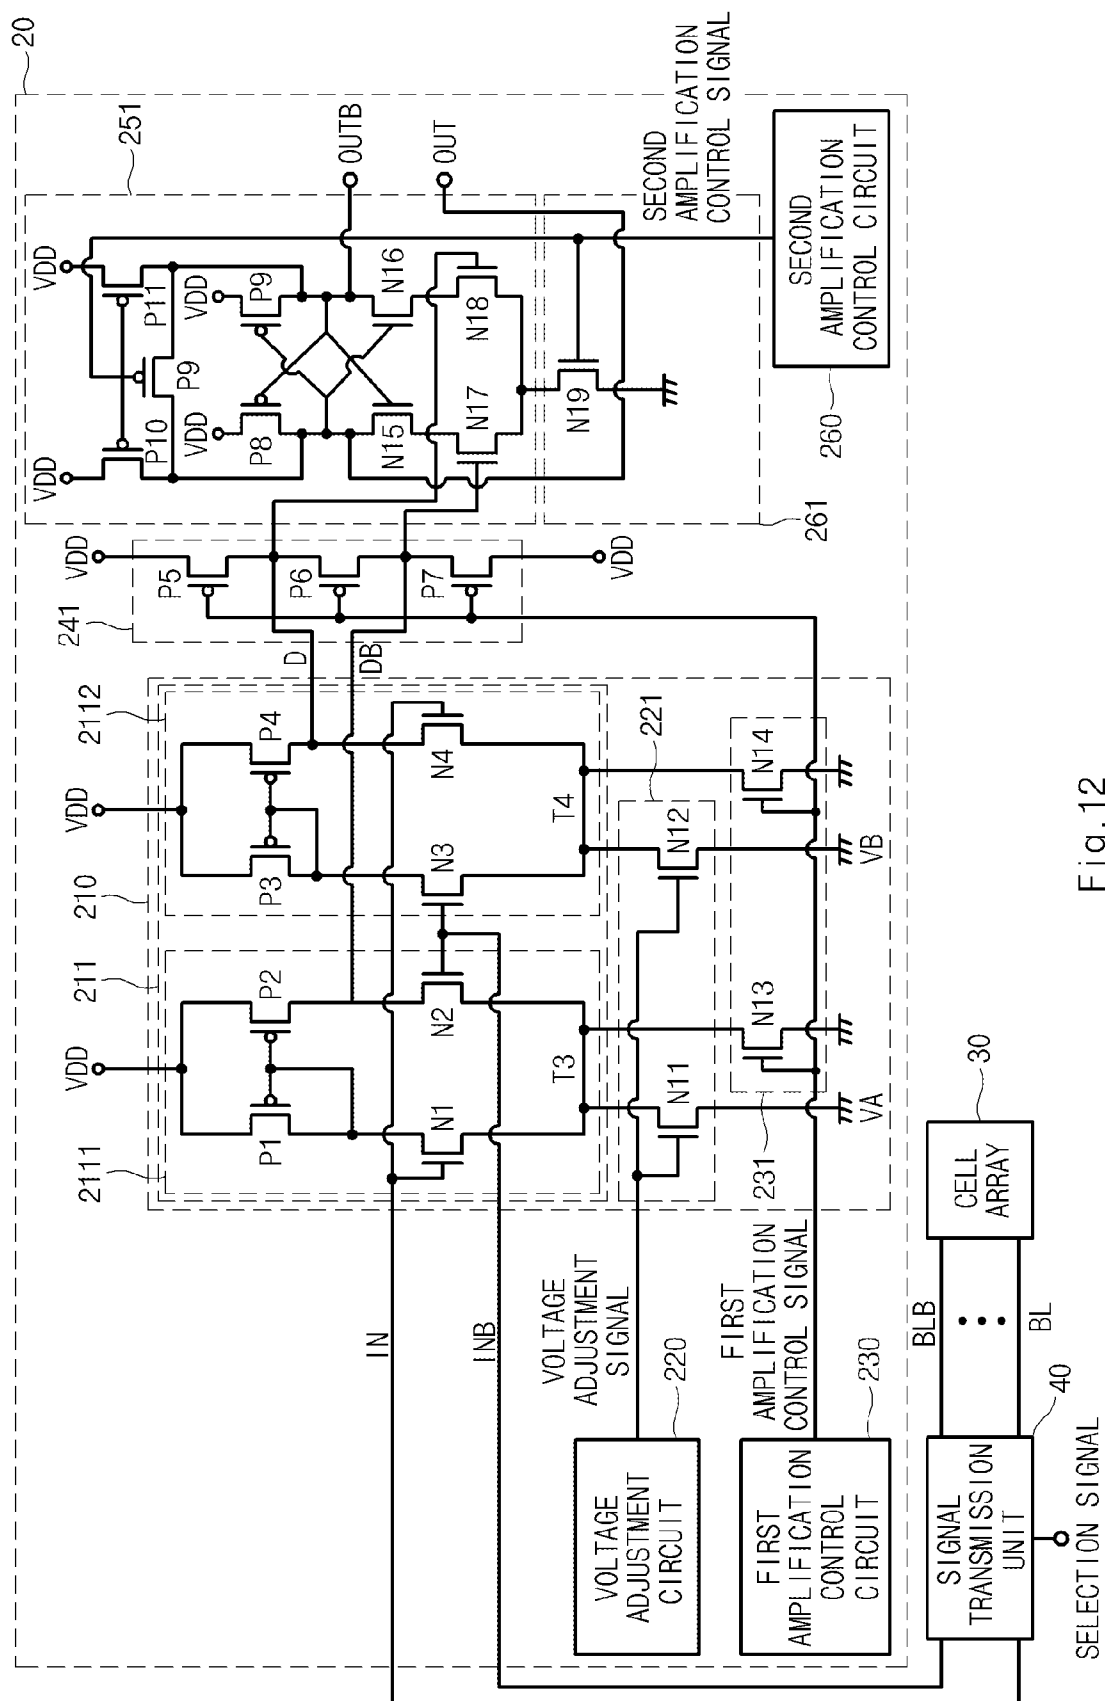 20
251
VDD
VDD
P10
P11
P9
VDD
VDD
P8
P9
OUTB
OUT
N15
N16
N17
N18
N19
261
SECOND
AMPLIFICATION
CONTROL SIGNAL
SECOND
AMPLIFICATION
CONTROL CIRCUIT
260
241
VDD
P5
P6
P7
VDD
D
DB
2112
210
211
2111
VDD
VDD
P1
P2
P3
P4
N1
N2
N3
N4
T3
T4
221
N11
N12
N13
N14
231
VA
VB
IN
INB
VOLTAGE
ADJUSTMENT
SIGNAL
FIRST
AMPLIFICATION
CONTROL SIGNAL
VOLTAGE
ADJUSTMENT
CIRCUIT
220
FIRST
AMPLIFICATION
CONTROL
CIRCUIT
230
CELL
ARRAY
30
BLB
BL
SIGNAL
TRANSMISSION
UNIT
40
SELECTION SIGNAL
Fig.12